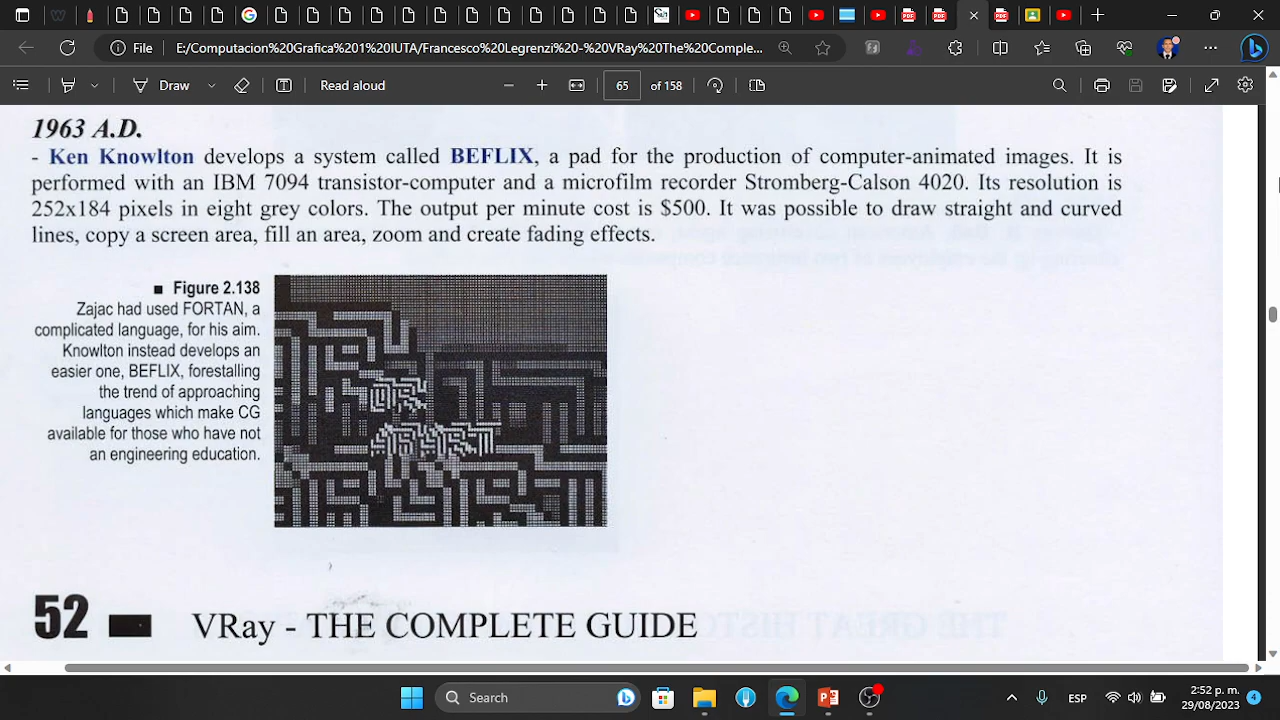 File
E:/Computacion%20Grafica%201%20IUTA/Francesco%20Legrenzi%20-%20VRay%20The%20Comple...
Draw
Read aloud
65
of 158
1963 A.D.
- Ken Knowlton develops a system called BEFLIX, a pad for the production of computer-animated images. It is
performed with an IBM 7094 transistor-computer and a microfilm recorder Stromberg-Calson 4020. Its resolution is
252x184 pixels in eight grey colors. The output per minute cost is $500. It was possible to draw straight and curved
lines, copy a screen area, fill an area, zoom and create fading effects.
■ Figure 2.138
Zajac had used FORTAN, a
complicated language, for his aim.
Knowlton instead develops an
easier one, BEFLIX, forestalling
the trend of approaching
languages which make CG
available for those who have not
an engineering education.
52 VRay - THE COMPLETE GUIDE
Search
ESP
2:52 p. m.
29/08/2023
4